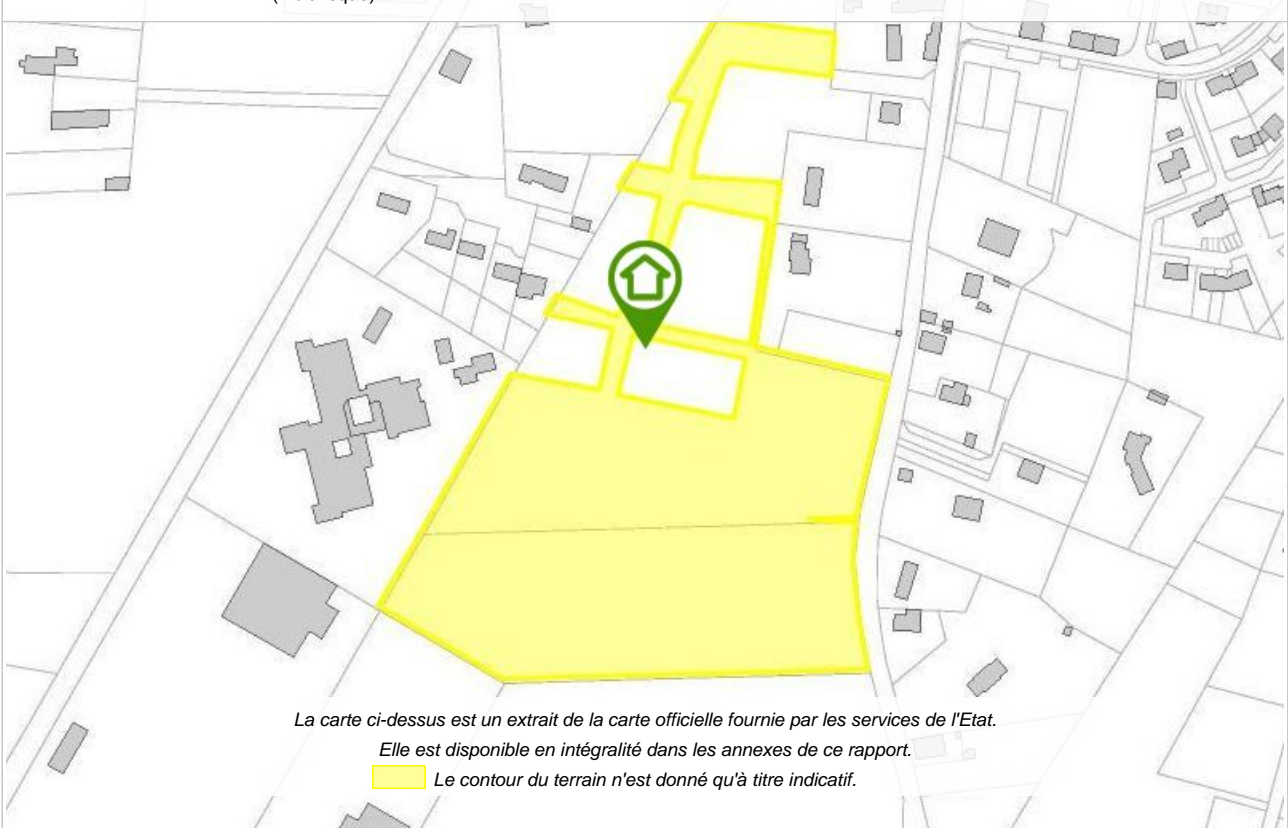 La carte ci-dessus est un extrait de la carte officielle fournie par les services de l'Etat.
Elle est disponible en intégralité dans les annexes de ce rapport.
Le contour du terrain n'est donné qu'à titre indicatif.